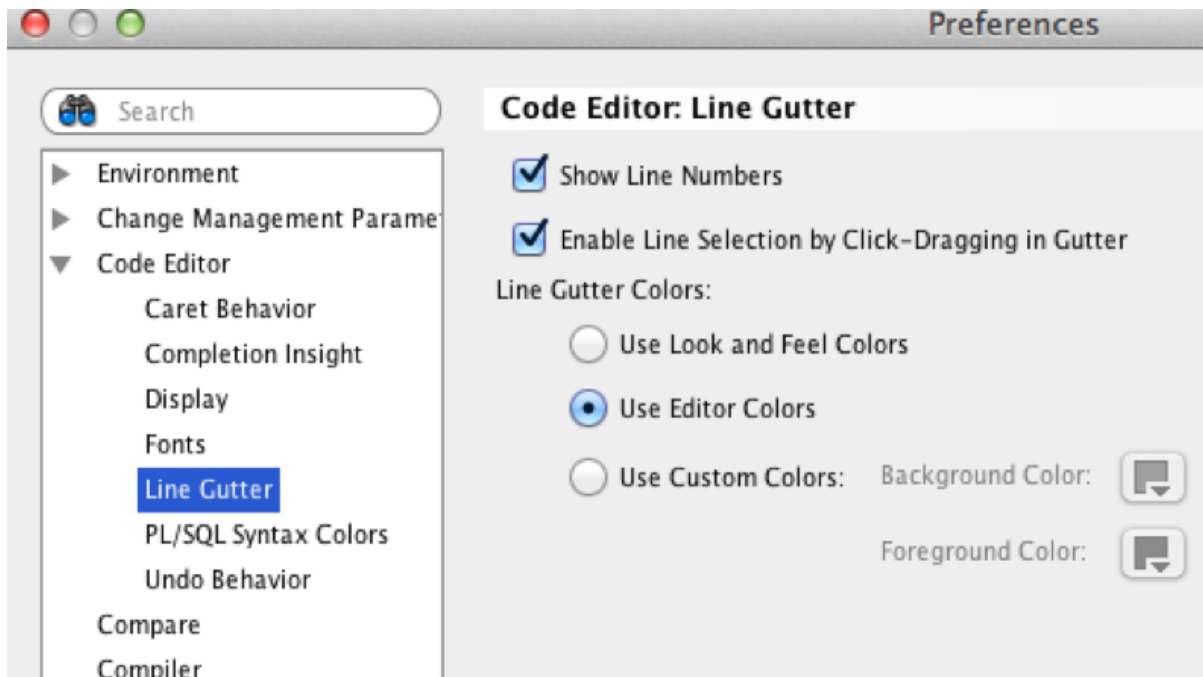 Preferences
Search
Environment
Change Management Parame
Code Editor
Caret Behavior
Completion Insight
Display
Fonts
Line Gutter
PL/SQL Syntax Colors
Undo Behavior
Compare
Compiler
Code Editor: Line Gutter
Show Line Numbers
Enable Line Selection by Click-Dragging in Gutter
Line Gutter Colors:
Use Look and Feel Colors
Use Editor Colors
Use Custom Colors: Background Color:
Foreground Color: